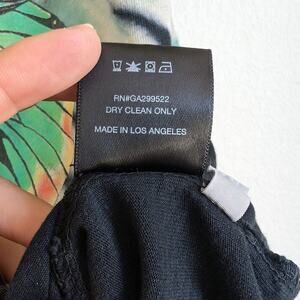 RN#GA299522
DRY CLEAN ONLY
MADE IN LOS ANGELES